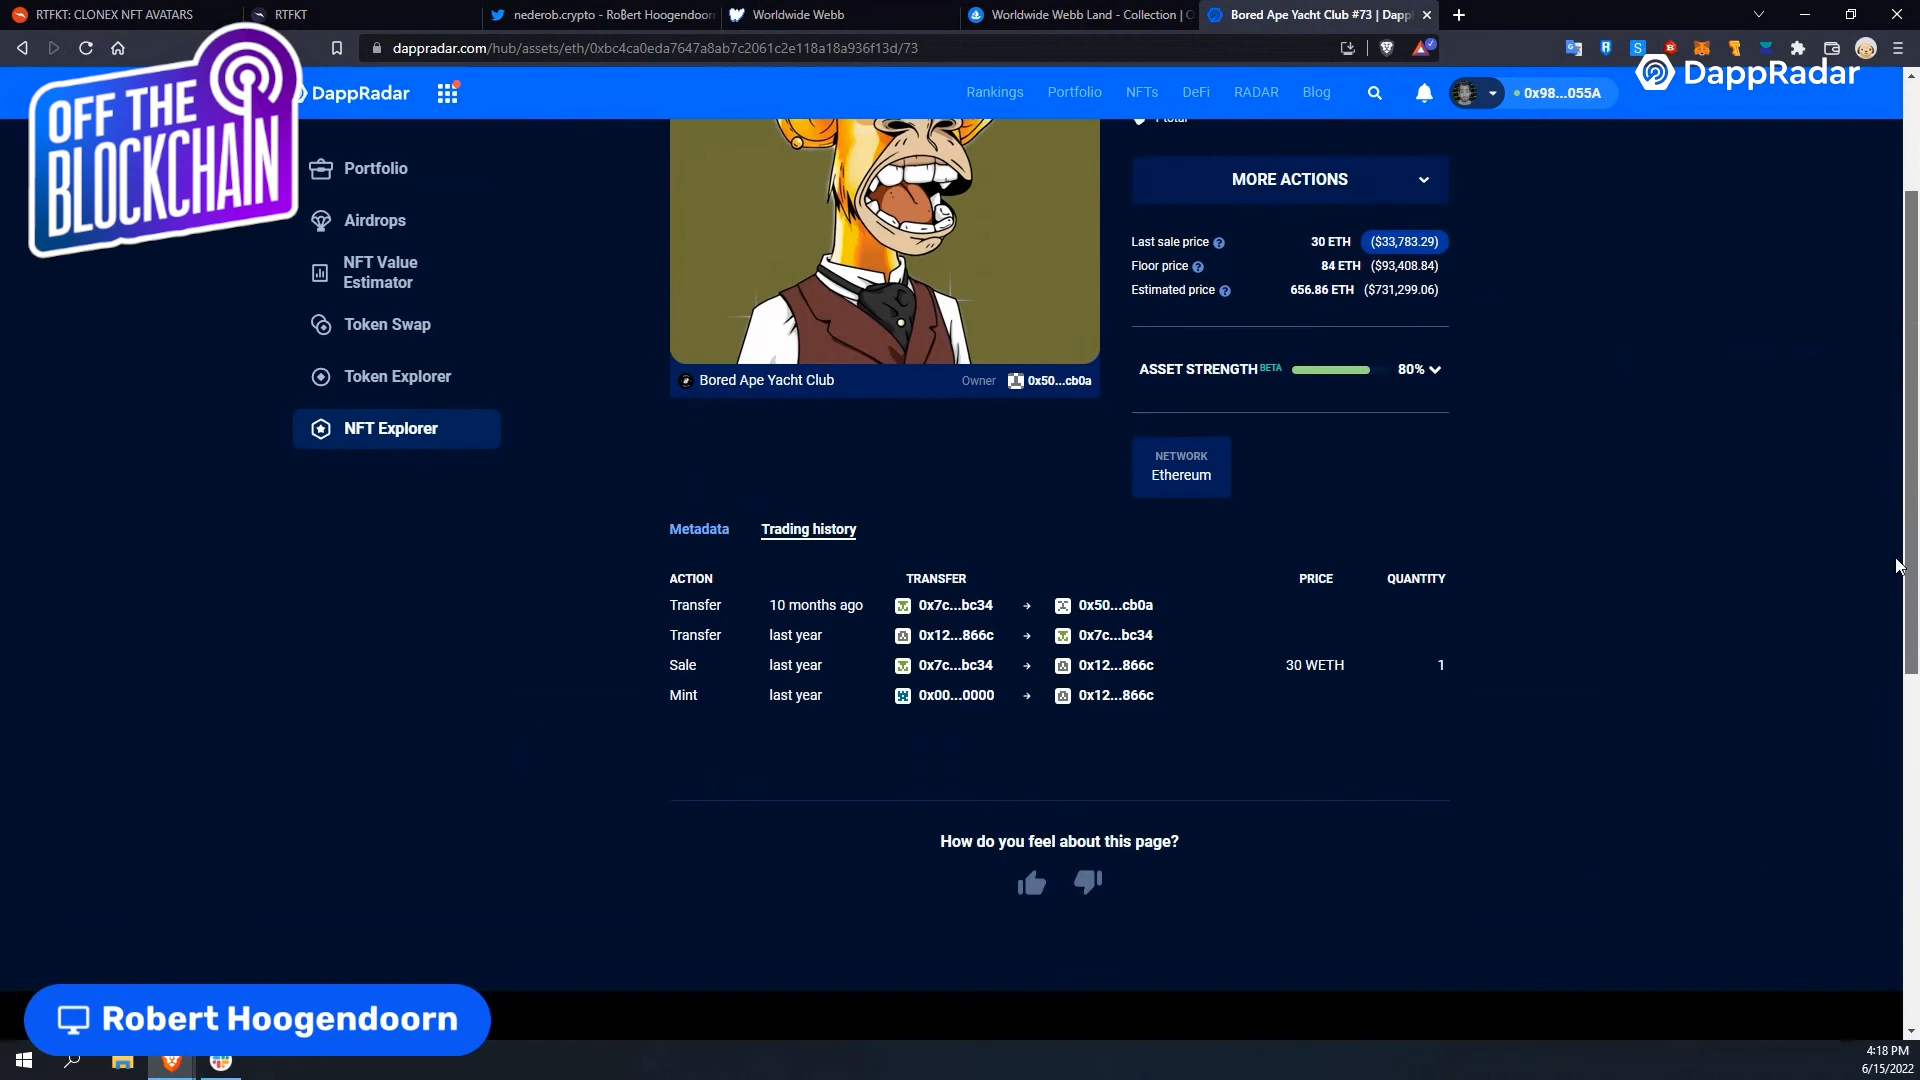 RTFKT: CLONEX NFT AVATARS
RTFKT
nederob.crypto - Roβert Hoogendoorn
Worldwide Webb
Worldwide Webb Land - Collection |
Bored Ape Yacht Club #73 | Dapp
dappradar.com/hub/assets/eth/0xbc4ca0eda7647a8ab7c2061c2e118a18a936f13d/73
OFF THE
BLOCKCHAIN
DappRadar
Rankings
Portfolio
NFTs
DeFi
RADAR
Blog
0x98...055A
DappRadar
Portfolio
Airdrops
NFT Value
Estimator
Token Swap
Token Explorer
NFT Explorer
1 total
MORE ACTIONS
Last sale price 30 ETH ($33,783.29)
Floor price 84 ETH ($93,408.84)
Estimated price 656.86 ETH ($731,299.06)
ASSET STRENGTH BETA 80%
NETWORK
Ethereum
Bored Ape Yacht Club
Owner 0x50...cb0a
Metadata
Trading history
ACTION TRANSFER PRICE QUANTITY
Transfer 10 months ago 0x7c...bc34 → 0x50...cb0a
Transfer last year 0x12...866c → 0x7c...bc34
Sale last year 0x7c...bc34 → 0x12...866c 30 WETH 1
Mint last year 0x00...0000 → 0x12...866c
How do you feel about this page?
Robert Hoogendoorn
4:18 PM
6/15/2022